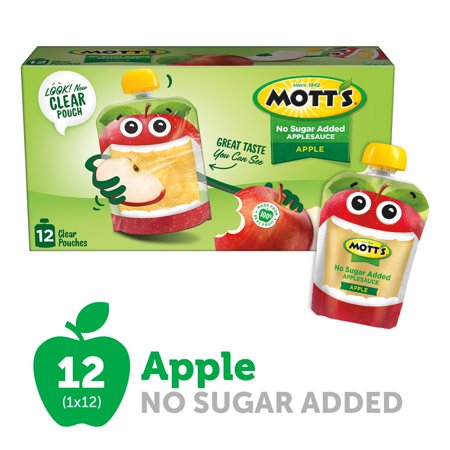 LOOK! New
CLEAR
POUCH
since 1842
MOTT'S
No Sugar Added
APPLESAUCE
APPLE
GREAT TASTE
You Can See
100%
12 Clear
Pouches
MOTT'S
No Sugar Added
APPLESAUCE
APPLE
12
(1x12)
Apple
NO SUGAR ADDED